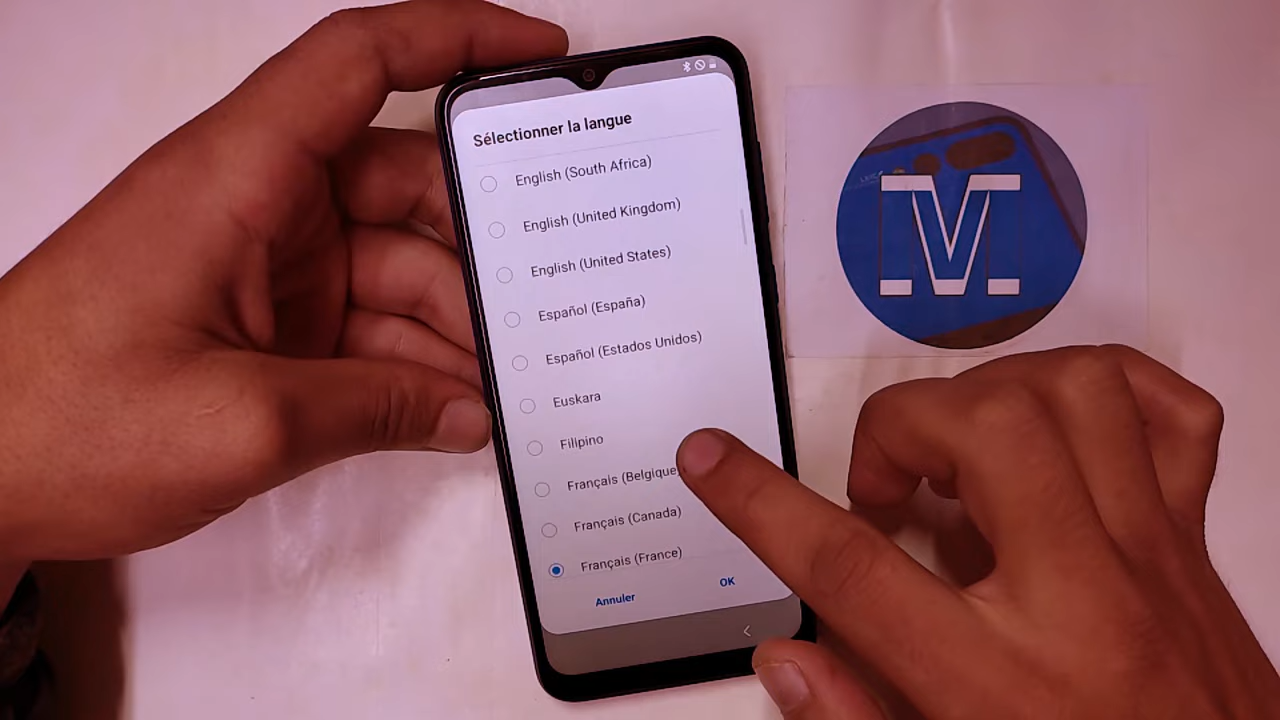 Sélectionner la langue
English (South Africa)
English (United Kingdom)
English (United States)
Español (España)
Español (Estados Unidos)
Euskara
Filipino
Français (Belgique
Français (Canada)
Français (France)
Annuler
OK
M